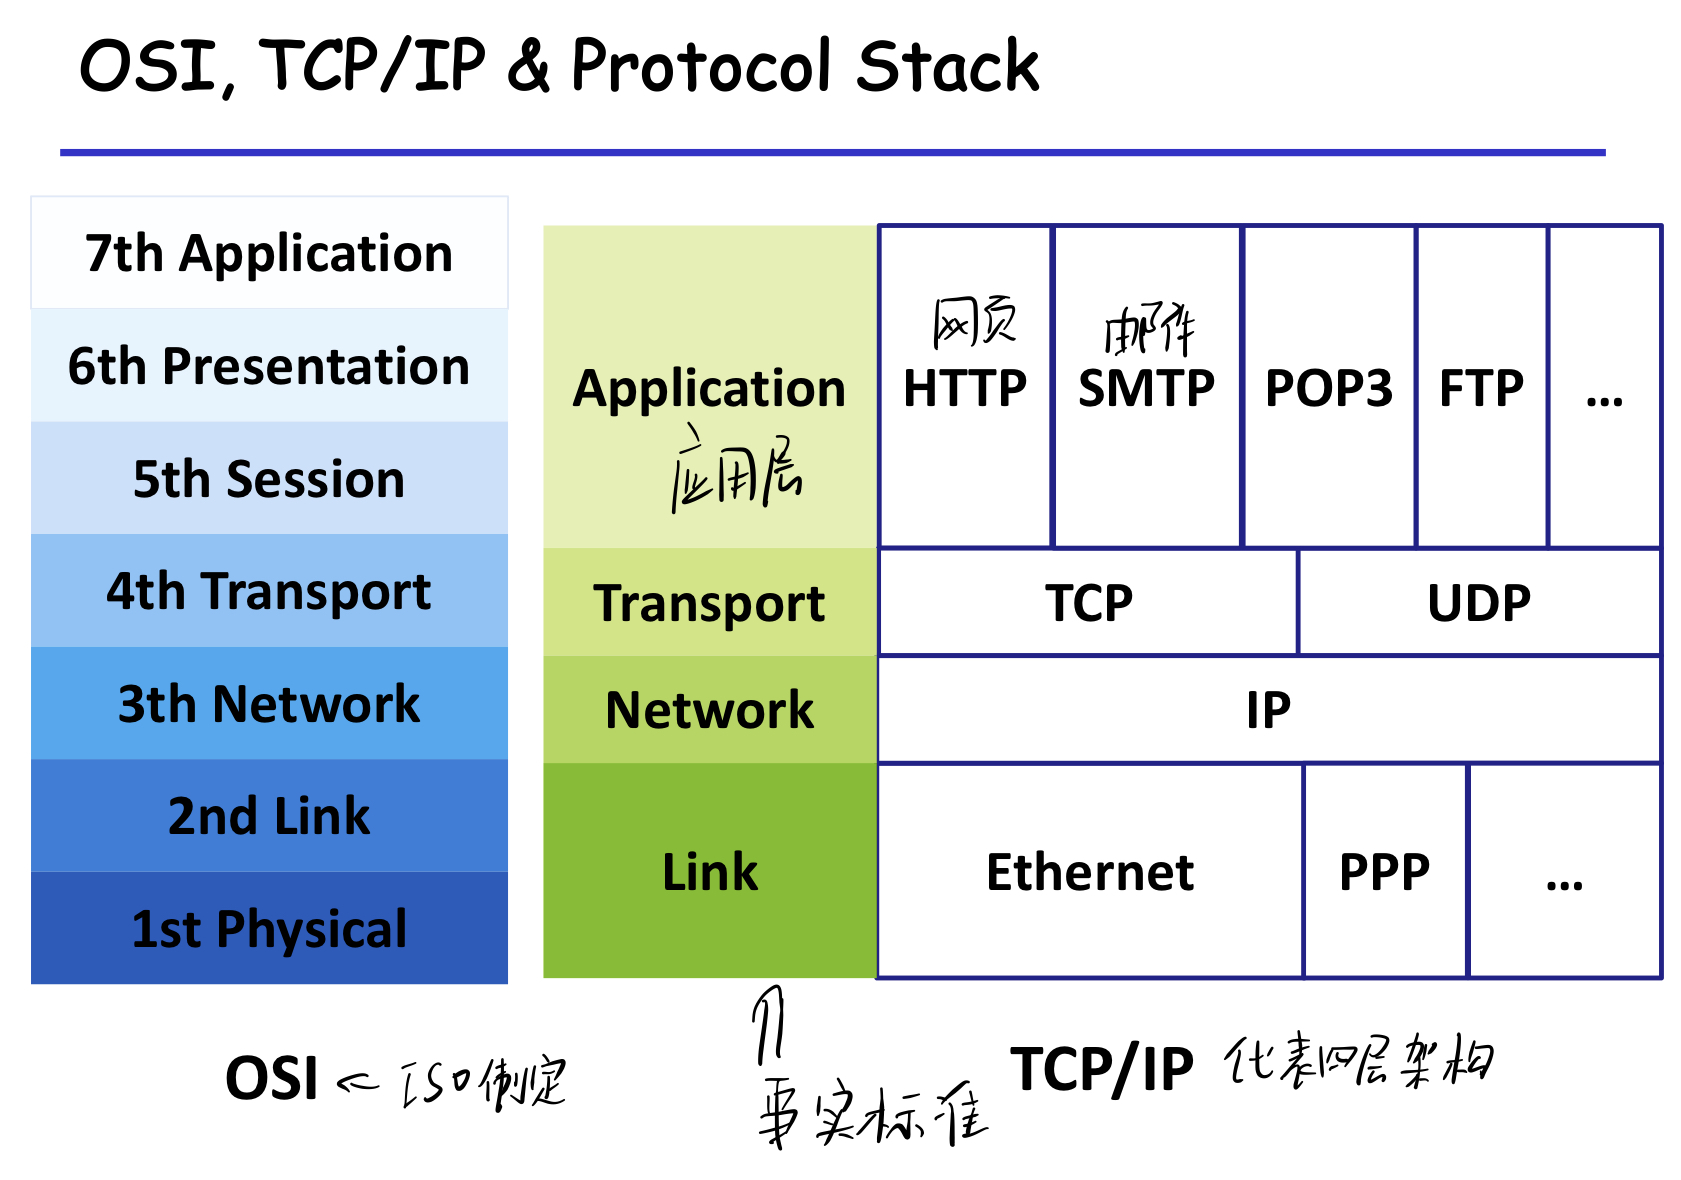 OSI, TCP/IP & Protocol Stack
7th Application
6th Presentation
5th Session
4th Transport
3th Network
2nd Link
1st Physical
OSI ← ISO制定
Application
应用层
Transport
Network
Link
事实标准
网页
HTTP
邮件
SMTP
POP3
FTP
...
TCP
UDP
IP
Ethernet
PPP
...
TCP/IP 代表四层架构